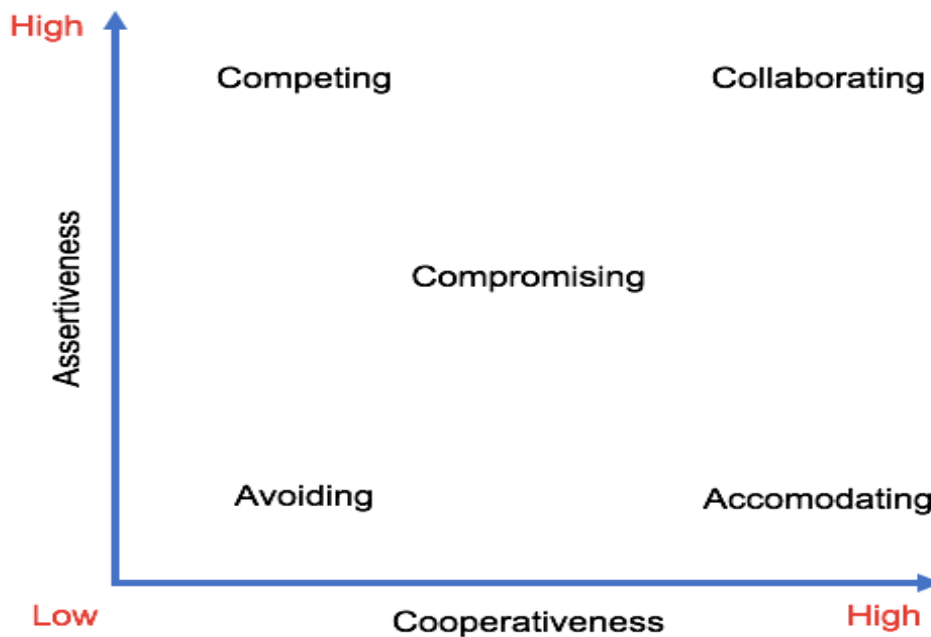 High
Competing
Collaborating
Assertiveness
Compromising
Avoiding
Accomodating
Low
Cooperativeness
High